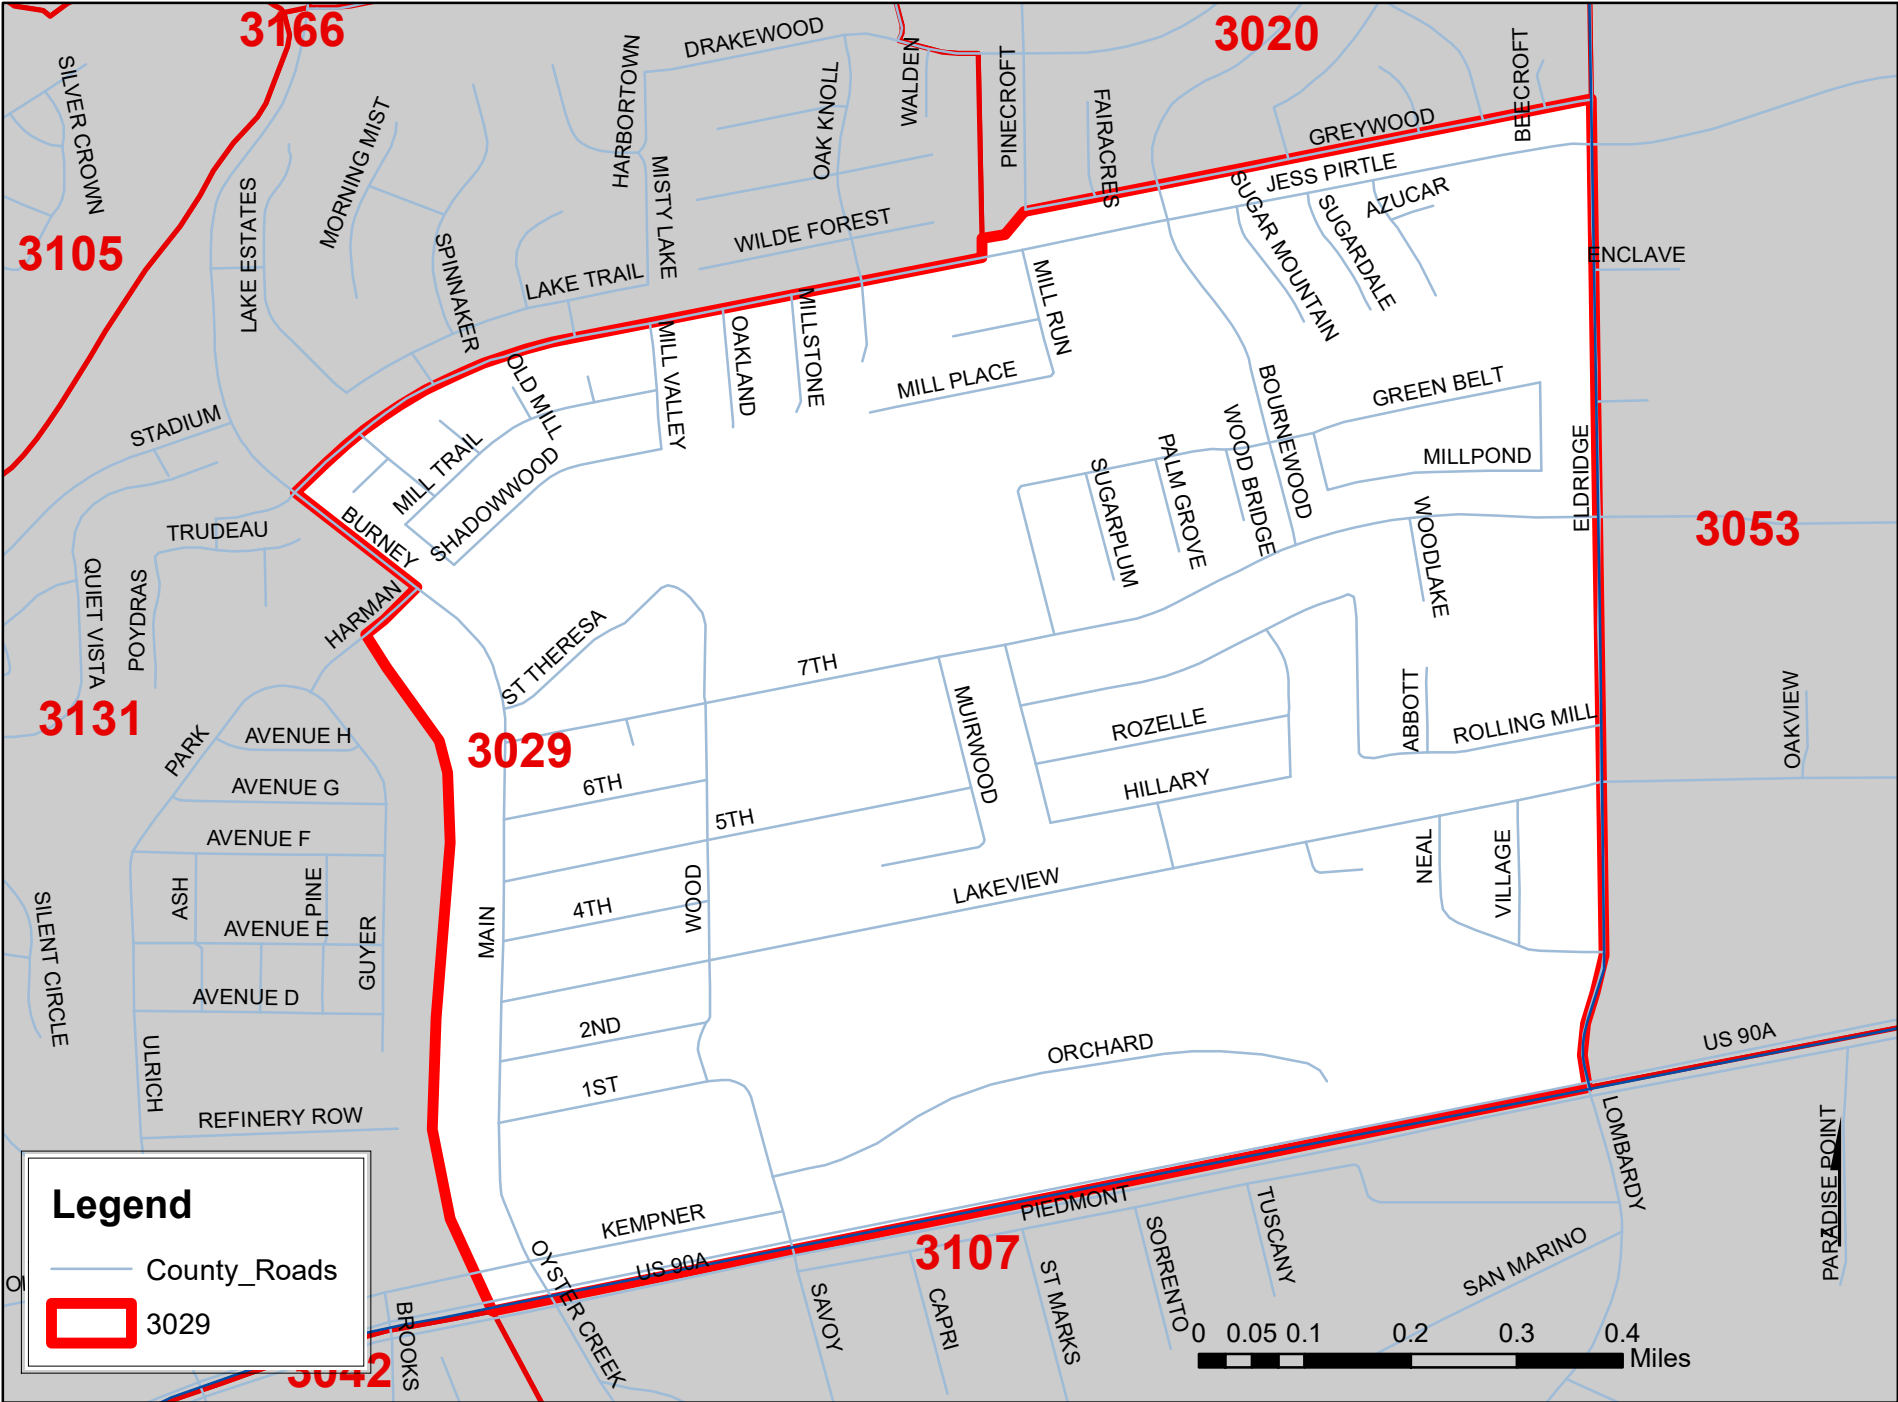 3166
3020
DRAKEWOOD
SILVER CROWN
HARBORTOWN
OAK KNOLL
WALDEN
PINECROFT
FAIRACRES
BEECROFT
GREYWOOD
MORNING MIST
LAKE ESTATES
MISTY LAKE
JESS PIRTLE
AZUCAR
SUGAR MOUNTAIN
SUGARDALE
3105
WILDE FOREST
SPINNAKER
LAKE TRAIL
ENCLAVE
MILL RUN
MILLSTONE
OAKLAND
MILL VALLEY
OLD MILL
MILL PLACE
GREEN BELT
BOURNEWOOD
STADIUM
WOOD BRIDGE
PALM GROVE
SUGARPLUM
MILLPOND
ELDRIDGE
MILL TRAIL
SHADOWWOOD
BURNEY
TRUDEAU
WOODLAKE
3053
QUIET VISTA
POYDRAS
HARMAN
ST THERESA
7TH
MUIRWOOD
ABBOTT
ROLLING MILL
OAKVIEW
3131
PARK
AVENUE H
3029
ROZELLE
AVENUE G
6TH
HILLARY
5TH
AVENUE F
NEAL
VILLAGE
ASH
PINE
WOOD
LAKEVIEW
4TH
AVENUE E
GUYER
MAIN
SILENT CIRCLE
AVENUE D
2ND
ORCHARD
US 90A
ULRICH
1ST
REFINERY ROW
LOMBARDY
PARADISE POINT
PIEDMONT
TUSCANY
KEMPNER
SORRENTO
OYSTER CREEK
US 90A
3107
SAN MARINO
ST MARKS
CAPRI
SAVOY
BROOKS
3042
Legend
County_Roads
3029
0 0.05 0.1 0.2 0.3 0.4
Miles